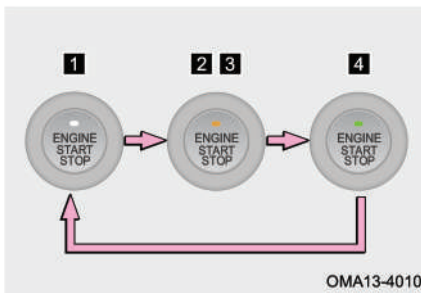 1
2 3
4
ENGINE
START
STOP
ENGINE
START
STOP
ENGINE
START
STOP
OMA13-4010